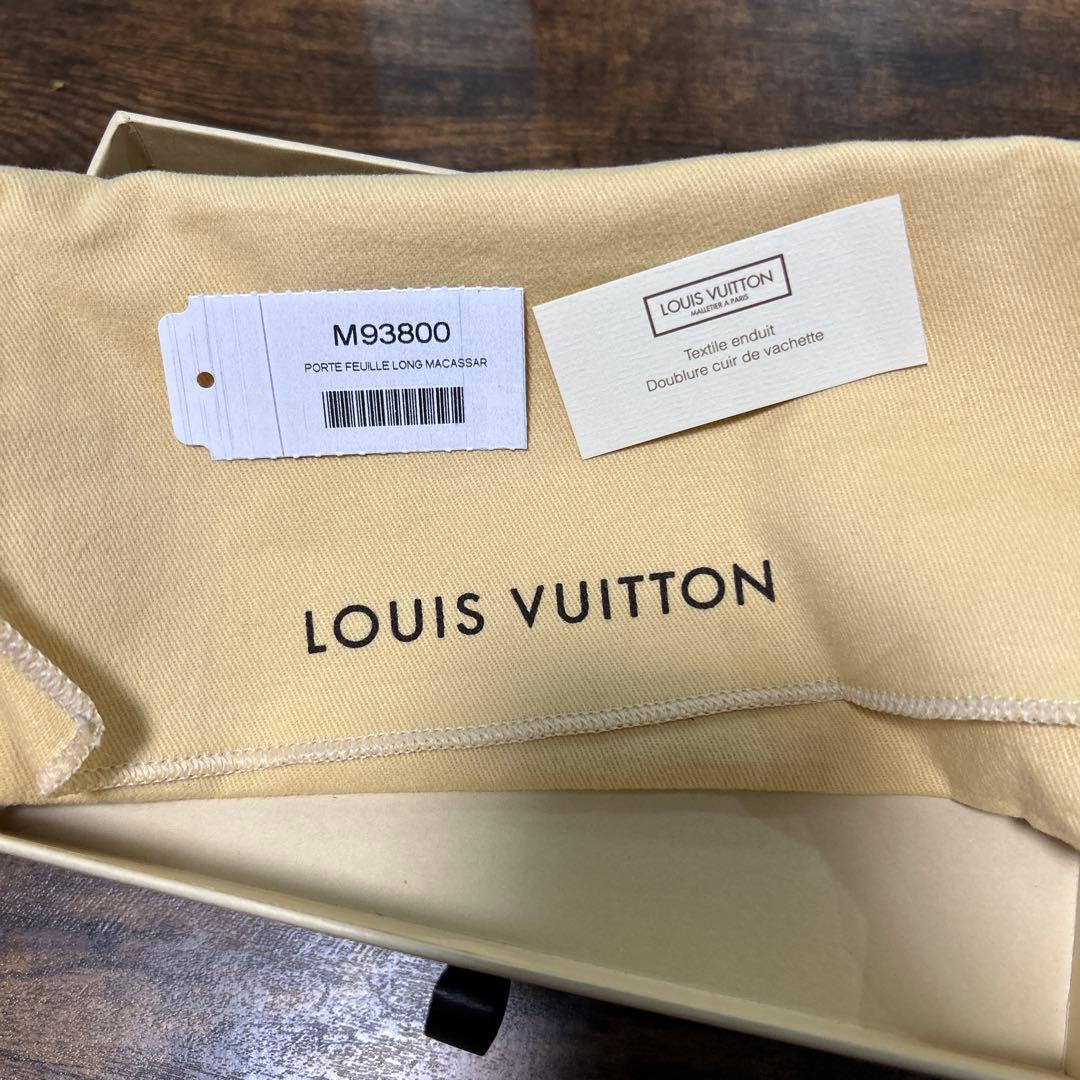 M93800
PORTE FEUILLE LONG MACASSAR
LOUIS VUITTON
MALLETIER A PARIS
Textile enduit
Doublure cuir de vachette
LOUIS VUITTON